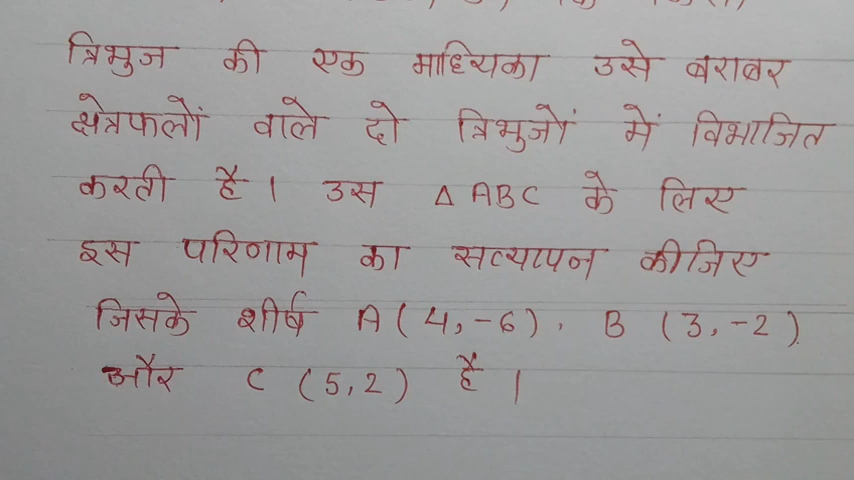 त्रिभुज की एक माध्यिका उसे बराबर
क्षेत्रफलों वाले दो त्रिभुजों में विभाजित
करती है । उस Δ ABC के लिए
इस परिणाम का सत्यापन कीजिए
जिसके शीर्ष A (4,-6), B (3,-2)
और C (5,2) है ।